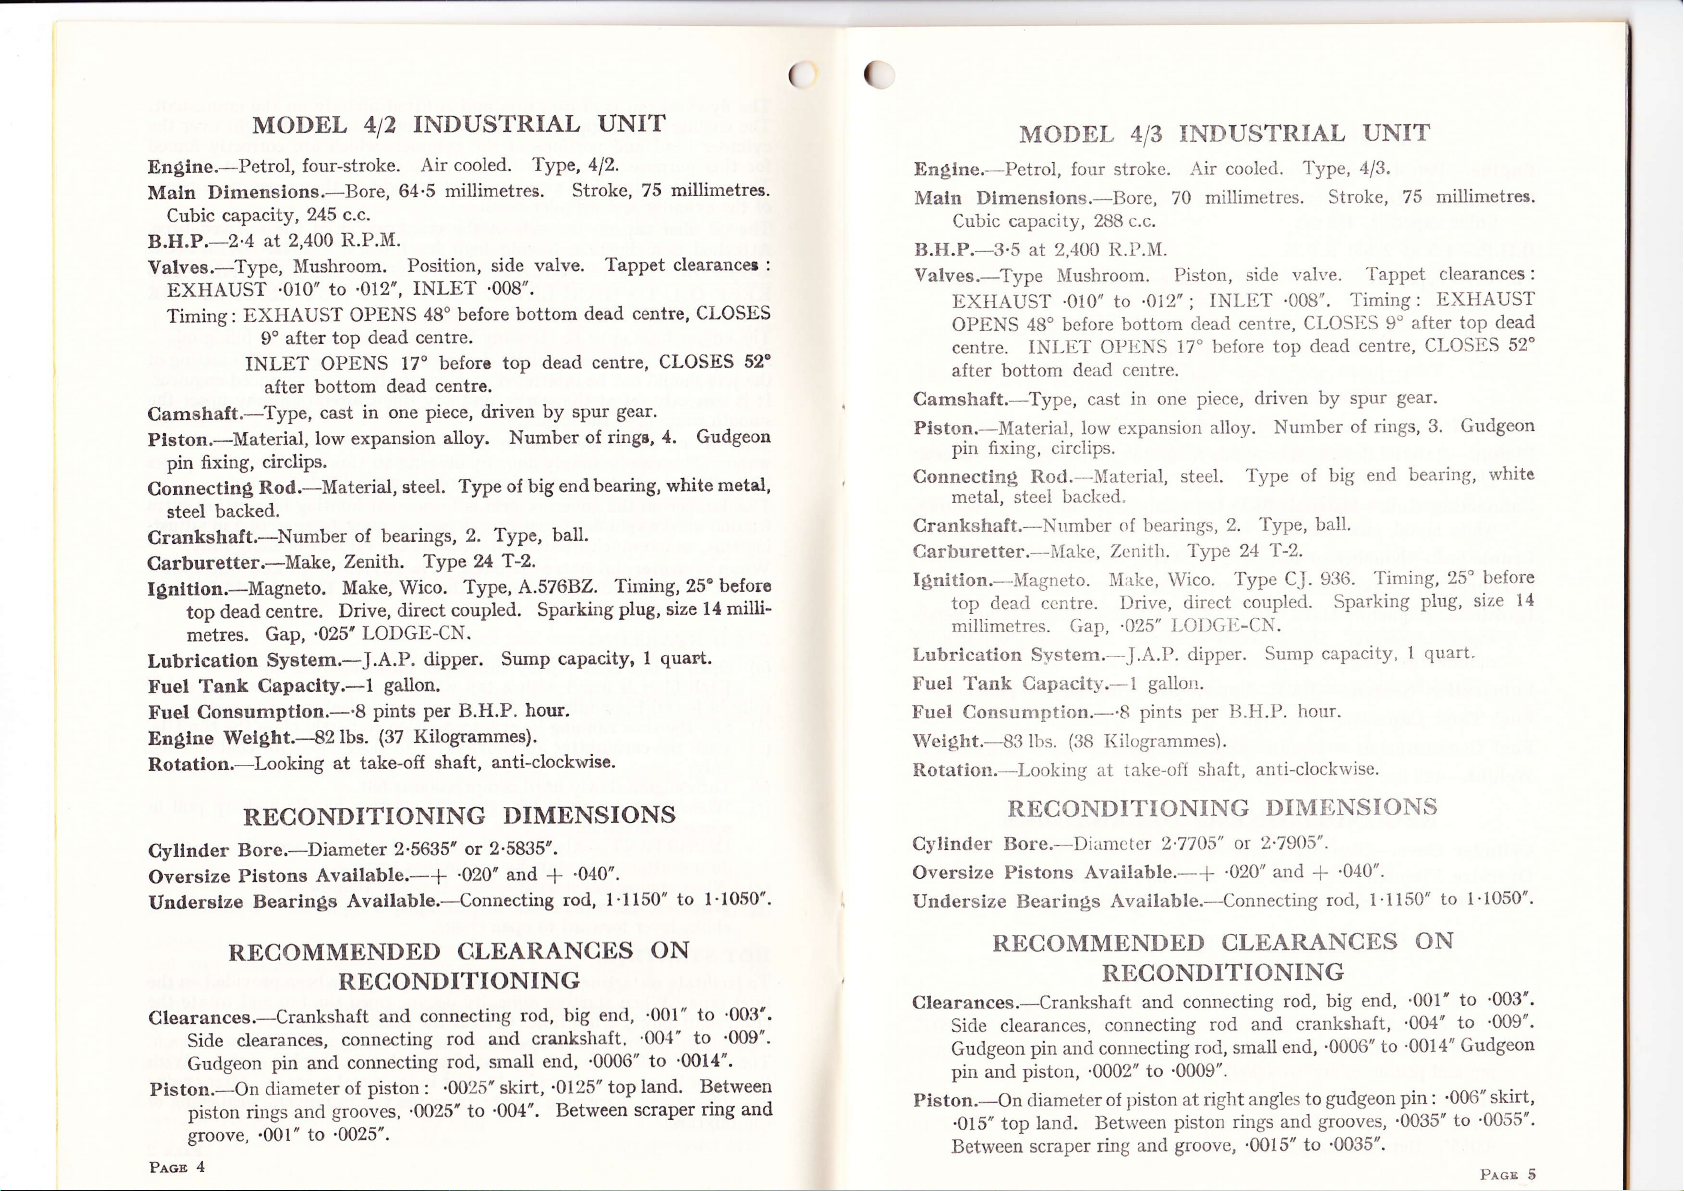 MODEL 4/2 INDUSTRIAL UNIT
Engine.—Petrol, four-stroke. Air cooled. Type, 4/2.
Main Dimensions.—Bore, 64·5 millimetres. Stroke, 75 millimetres.
Cubic capacity, 245 c.c.
B.H.P.—2·4 at 2,400 R.P.M.
Valves.—Type, Mushroom. Position, side valve. Tappet clearances :
EXHAUST ·010″ to ·012″, INLET ·008″.
Timing : EXHAUST OPENS 48° before bottom dead centre, CLOSES
9° after top dead centre.
INLET OPENS 17° before top dead centre, CLOSES 52°
after bottom dead centre.
Camshaft.—Type, cast in one piece, driven by spur gear.
Piston.—Material, low expansion alloy. Number of rings, 4. Gudgeon
pin fixing, circlips.
Connecting Rod.—Material, steel. Type of big end bearing, white metal,
steel backed.
Crankshaft.—Number of bearings, 2. Type, ball.
Carburetter.—Make, Zenith. Type 24 T-2.
Ignition.—Magneto. Make, Wico. Type, A.576BZ. Timing, 25° before
top dead centre. Drive, direct coupled. Sparking plug, size 14 milli-
metres. Gap, ·025″ LODGE-CN.
Lubrication System.—J.A.P. dipper. Sump capacity, 1 quart.
Fuel Tank Capacity.—1 gallon.
Fuel Consumption.—·8 pints per B.H.P. hour.
Engine Weight.—82 lbs. (37 Kilogrammes).
Rotation.—Looking at take-off shaft, anti-clockwise.
RECONDITIONING DIMENSIONS
Cylinder Bore.—Diameter 2·5635″ or 2·5835″.
Oversize Pistons Available.—+ ·020″ and + ·040″.
Undersize Bearings Available.—Connecting rod, 1·1150″ to 1·1050″.
RECOMMENDED CLEARANCES ON
RECONDITIONING
Clearances.—Crankshaft and connecting rod, big end, ·001″ to ·003″.
Side clearances, connecting rod and crankshaft, ·004″ to ·009″.
Gudgeon pin and connecting rod, small end, ·0006″ to ·0014″.
Piston.—On diameter of piston : ·0025″ skirt, ·0125″ top land. Between
piston rings and grooves, ·0025″ to ·004″. Between scraper ring and
groove, ·001″ to ·0025″.
PAGE 4
MODEL 4/3 INDUSTRIAL UNIT
Engine.—Petrol, four stroke. Air cooled. Type, 4/3.
Main Dimensions.—Bore, 70 millimetres. Stroke, 75 millimetres.
Cubic capacity, 288 c.c.
B.H.P.—3·5 at 2,400 R.P.M.
Valves.—Type Mushroom. Piston, side valve. Tappet clearances :
EXHAUST ·010″ to ·012″ ; INLET ·008″. Timing : EXHAUST
OPENS 48° before bottom dead centre, CLOSES 9° after top dead
centre. INLET OPENS 17° before top dead centre, CLOSES 52°
after bottom dead centre.
Camshaft.—Type, cast in one piece, driven by spur gear.
Piston.—Material, low expansion alloy. Number of rings, 3. Gudgeon
pin fixing, circlips.
Connecting Rod.—Material, steel. Type of big end bearing, white
metal, steel backed.
Crankshaft.—Number of bearings, 2. Type, ball.
Carburetter.—Make, Zenith. Type 24 T-2.
Ignition.—Magneto. Make, Wico. Type CJ. 936. Timing, 25° before
top dead centre. Drive, direct coupled. Sparking plug, size 14
millimetres. Gap, ·025″ LODGE-CN.
Lubrication System.—J.A.P. dipper. Sump capacity, 1 quart.
Fuel Tank Capacity.—1 gallon.
Fuel Consumption.—·8 pints per B.H.P. hour.
Weight.—83 lbs. (38 Kilogrammes).
Rotation.—Looking at take-off shaft, anti-clockwise.
RECONDITIONING DIMENSIONS
Cylinder Bore.—Diameter 2·7705″ or 2·7905″.
Oversize Pistons Available.—+ ·020″ and + ·040″.
Undersize Bearings Available.—Connecting rod, 1·1150″ to 1·1050″.
RECOMMENDED CLEARANCES ON
RECONDITIONING
Clearances.—Crankshaft and connecting rod, big end, ·001″ to ·003″.
Side clearances, connecting rod and crankshaft, ·004″ to ·009″.
Gudgeon pin and connecting rod, small end, ·0006″ to ·0014″ Gudgeon
pin and piston, ·0002″ to ·0009″.
Piston.—On diameter of piston at right angles to gudgeon pin : ·006″ skirt,
·015″ top land. Between piston rings and grooves, ·0035″ to ·0055″.
Between scraper ring and groove, ·0015″ to ·0035″.
PAGE 5